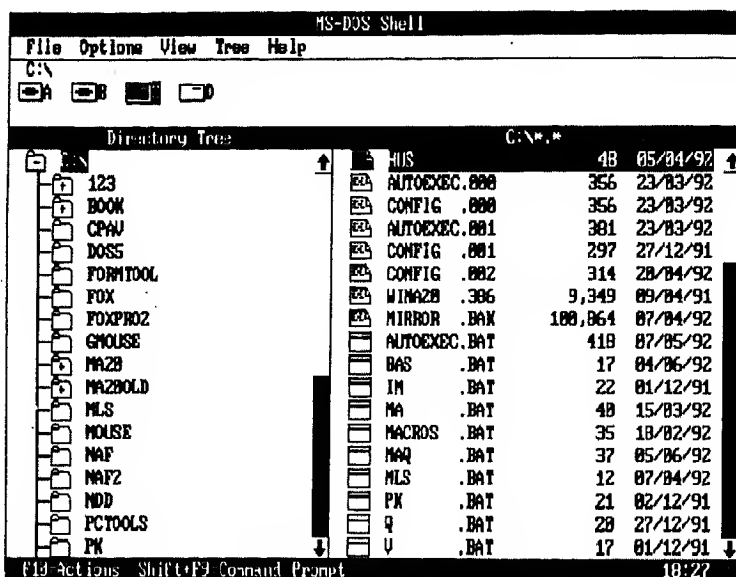 MS-DOS Shell
File Options View Tree Help
C:\
A B D
Directory Tree
C:\
123
BOOK
CPAV
DOS5
FORMTOOL
FOX
FOXPRO2
GMOUSE
MA20
MA20OLD
MLS
MOUSE
NAF
NAF2
NDD
PCTOOLS
PK
C:\*.*
HUS 05/04/92
AUTOEXEC.000 356 23/03/92
CONFIG .000 356 23/03/92
AUTOEXEC.001 23/03/92
CONFIG .001 297 27/12/91
CONFIG .002 314 20/04/92
WINA20 .386 9,349 09/04/91
MIRROR .BAK 100,864 07/04/92
AUTOEXEC.BAT 07/05/92
BAS .BAT 17 04/06/92
IM .BAT 22 01/12/91
MA .BAT 40 15/03/92
MACROS .BAT 35 18/02/92
MAQ .BAT 37 05/06/92
MLS .BAT 12 07/04/92
PK .BAT 21 02/12/91
Q .BAT 20 27/12/91
V .BAT 17 01/12/91
F10=Actions Shift+F9=Command Prompt 18:27